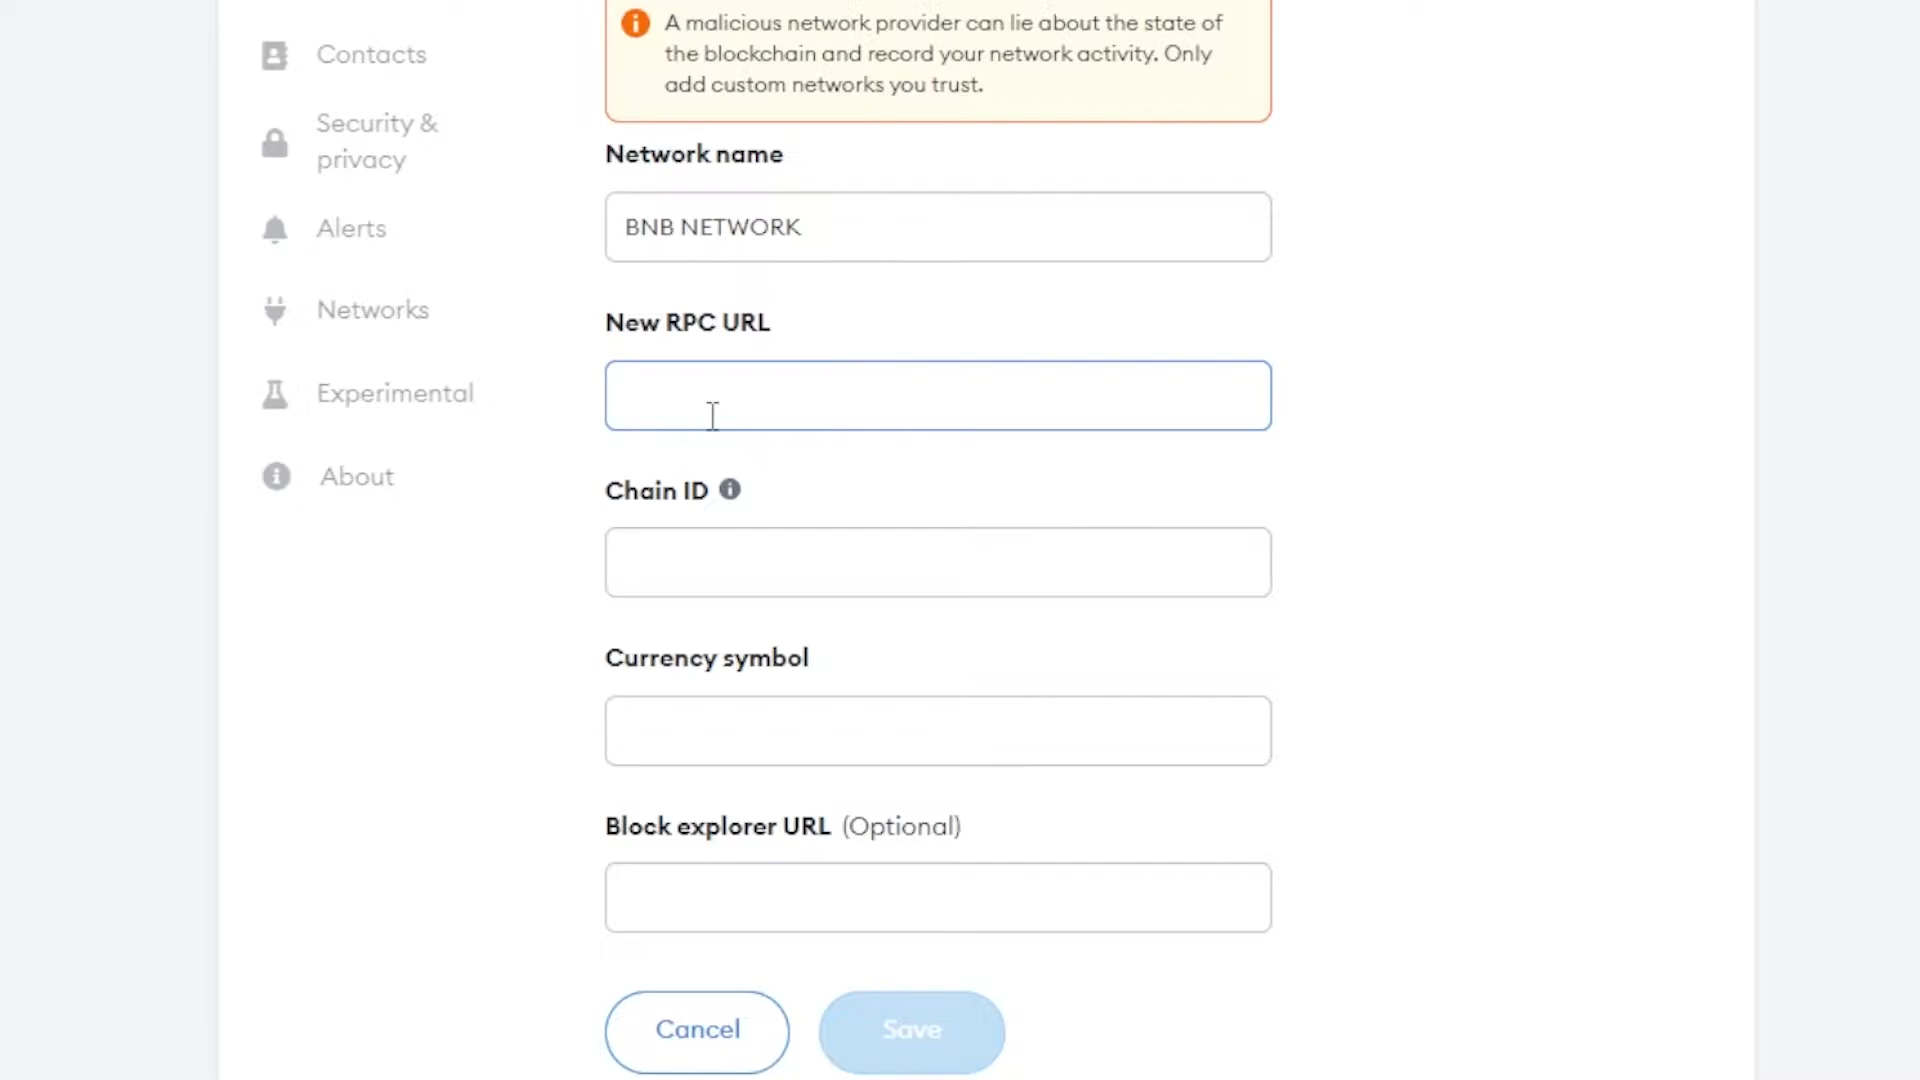 Contacts
Security &
privacy
Alerts
Networks
Experimental
About
A malicious network provider can lie about the state of
the blockchain and record your network activity. Only
add custom networks you trust.
Network name
BNB NETWORK
New RPC URL
Chain ID
Currency symbol
Block explorer URL (Optional)
Cancel
Save